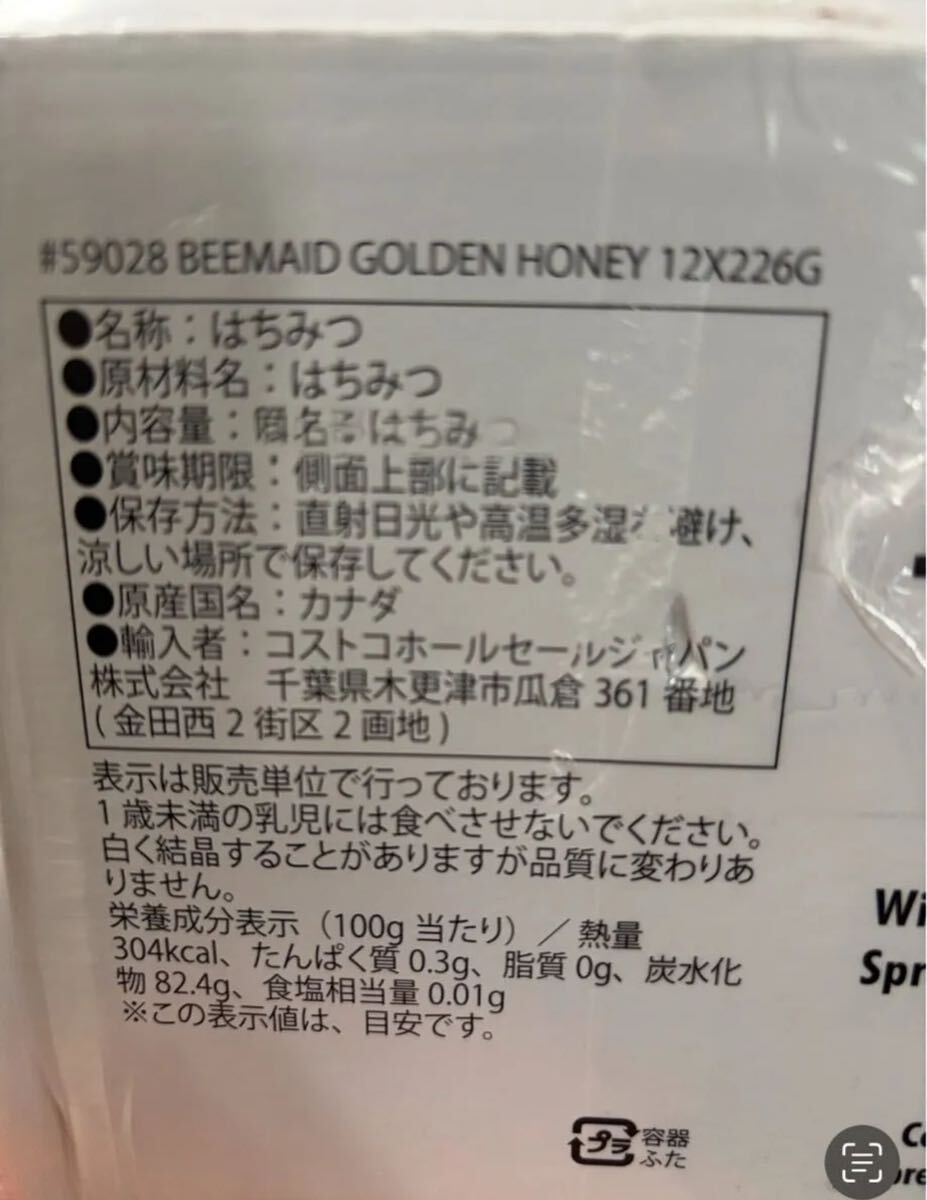 #59028 BEEMAID GOLDEN HONEY 12X226G
●名称：はちみつ
●原材料名：はちみつ
●内容量：
●賞味期限：側面上部に記載
●保存方法：直射日光や高温多湿を避け、
涼しい場所で保存してください。
●原産国名：カナダ
●輸入者：コストコホールセールジャパン
株式会社　千葉県木更津市瓜倉 361 番地
( 金田西 2 街区 2 画地 )
表示は販売単位で行っております。
1 歳未満の乳児には食べさせないでください。
白く結晶することがありますが品質に変わりあ
りません。
栄養成分表示（100g 当たり）／熱量
304kcal、たんぱく質 0.3g、脂質 0g、炭水化
物 82.4g、食塩相当量 0.01g
※この表示値は、目安です。
Wi
Spr
プラ 容器
ふた